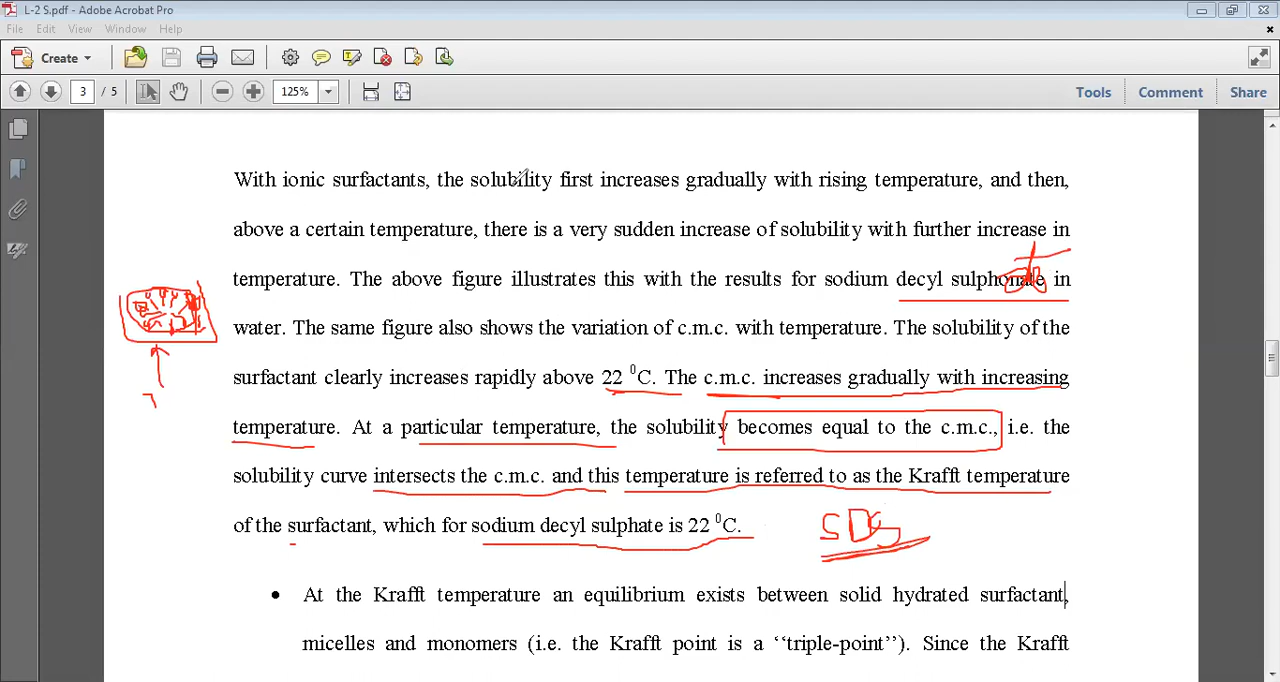 L-2 S.pdf - Adobe Acrobat Pro
File Edit View Window Help
Create
3 / 5 125% Tools Comment Share
With ionic surfactants, the solubility first increases gradually with rising temperature, and then,
above a certain temperature, there is a very sudden increase of solubility with further increase in
temperature. The above figure illustrates this with the results for sodium decyl sulphonate in
water. The same figure also shows the variation of c.m.c. with temperature. The solubility of the
surfactant clearly increases rapidly above 22 ⁰C. The c.m.c. increases gradually with increasing
temperature. At a particular temperature, the solubility becomes equal to the c.m.c., i.e. the
solubility curve intersects the c.m.c. and this temperature is referred to as the Krafft temperature
of the surfactant, which for sodium decyl sulphate is 22 ⁰C.
SDS
• At the Krafft temperature an equilibrium exists between solid hydrated surfactant,
micelles and monomers (i.e. the Krafft point is a ‘‘triple-point’’). Since the Krafft